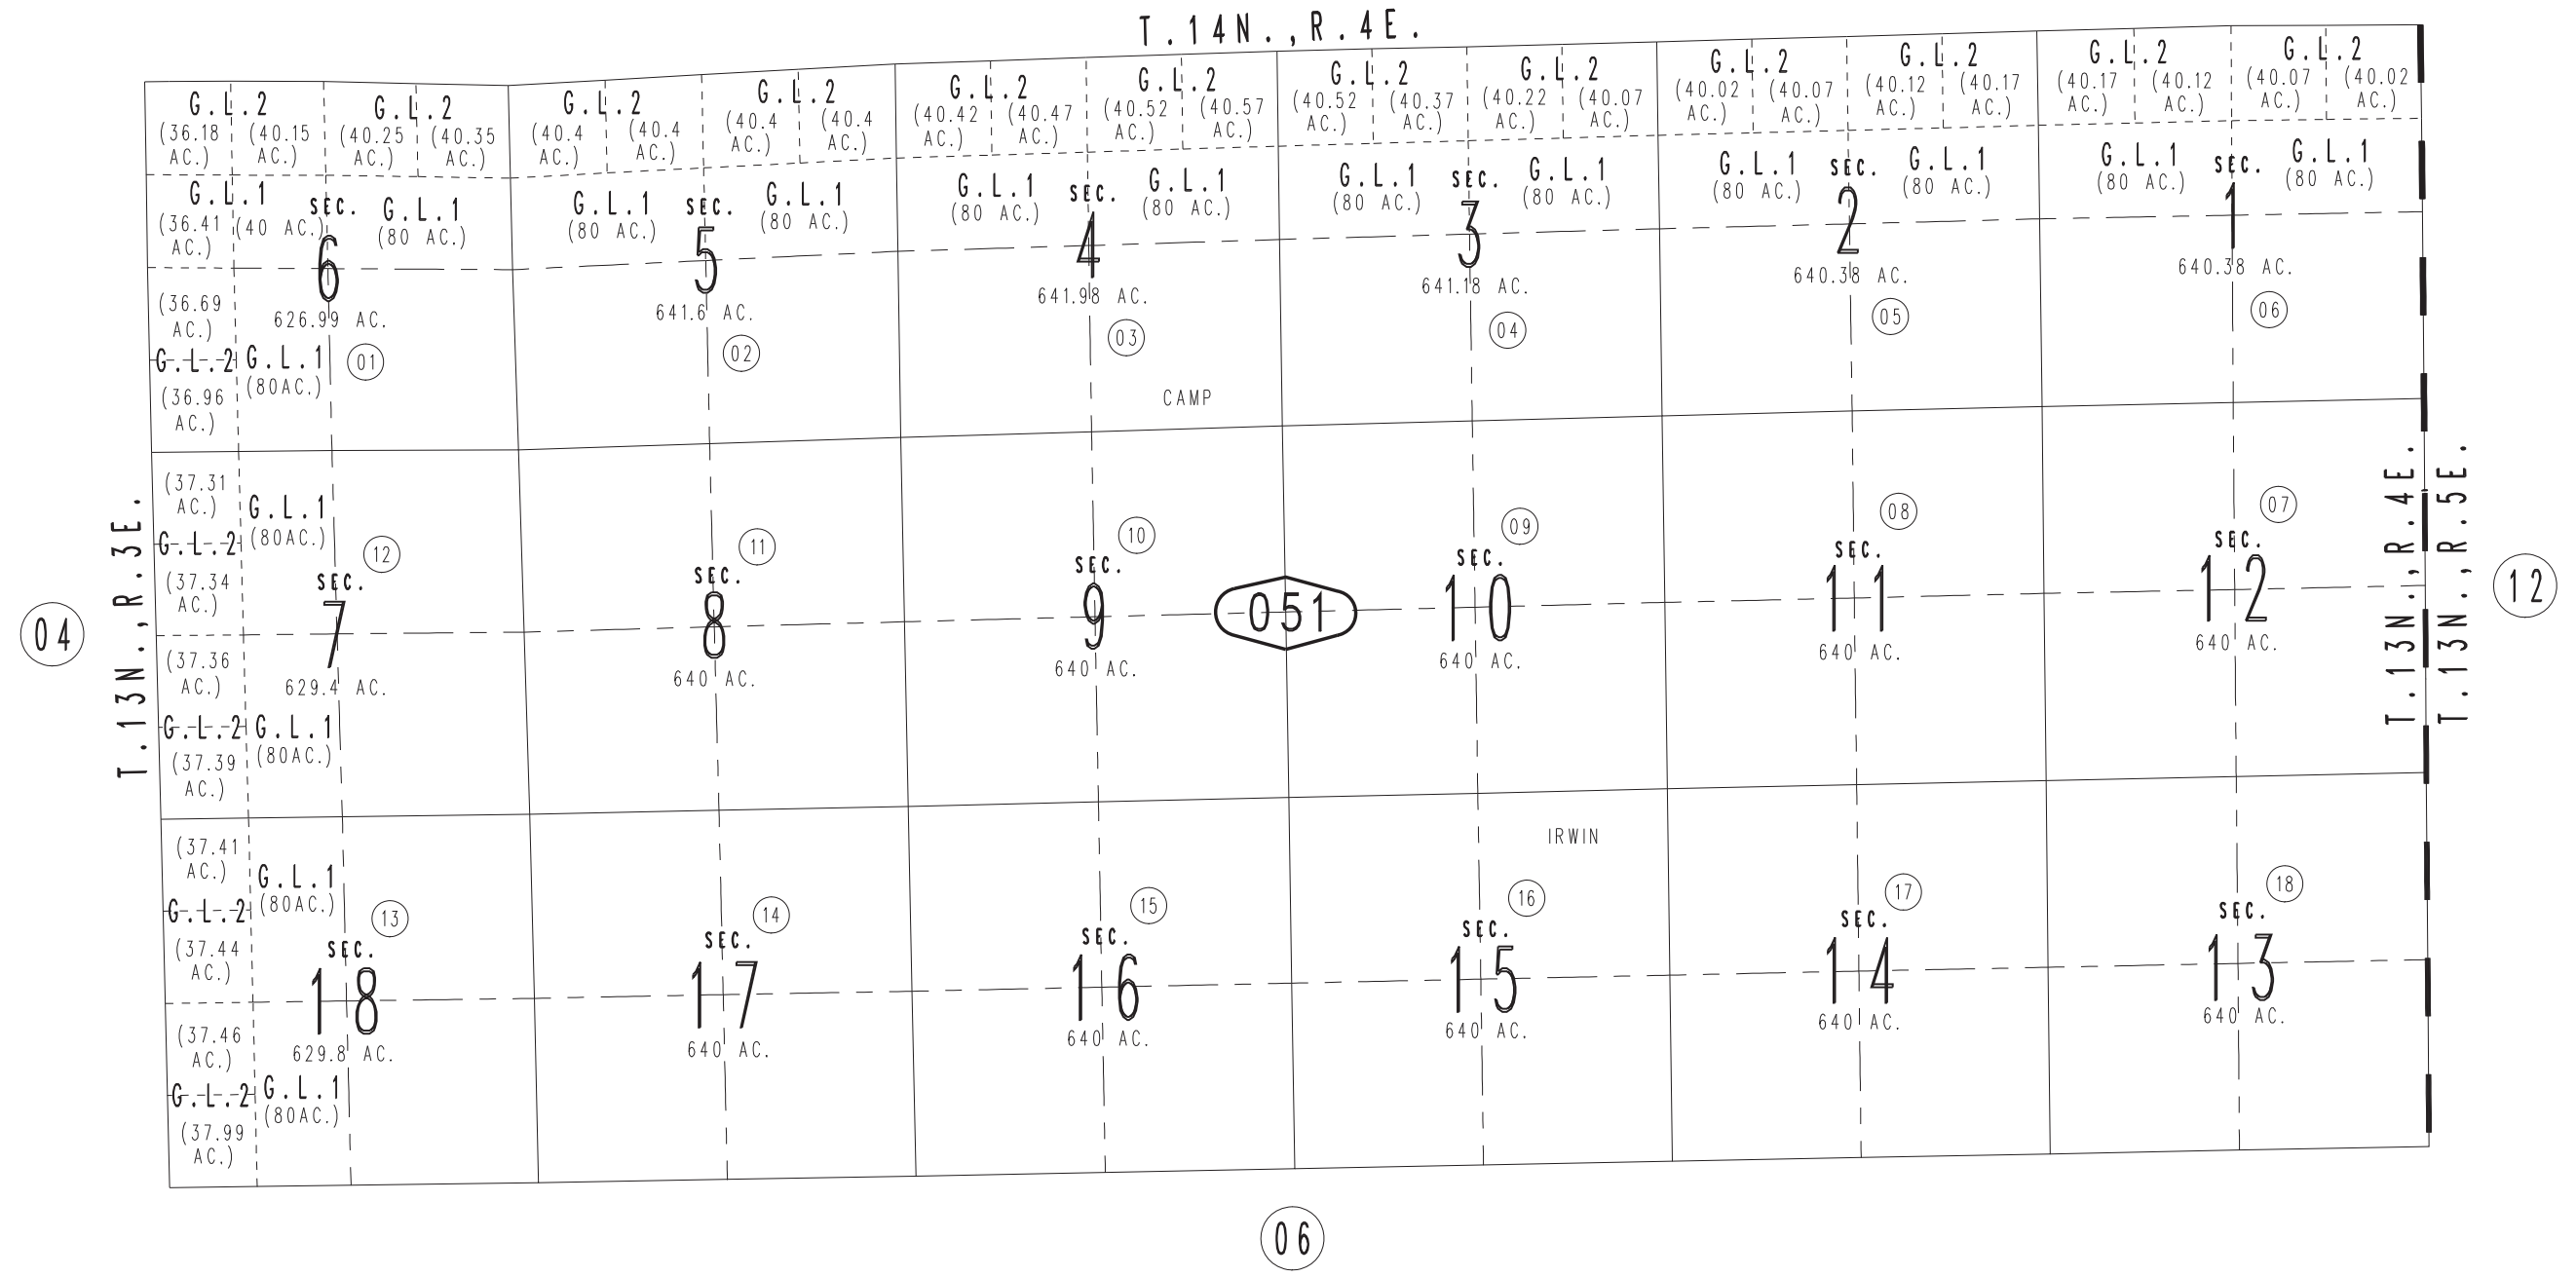 T.14N.,R.4E.
G.L.2
(36.18 AC.)
(40.15 AC.)
G.L.2
(40.25 AC.)
(40.35 AC.)
G.L.2
(40.4 AC.)
(40.4 AC.)
G.L.2
(40.4 AC.)
(40.4 AC.)
G.L.2
(40.42 AC.)
(40.47 AC.)
G.L.2
(40.52 AC.)
(40.57 AC.)
G.L.2
(40.52 AC.)
(40.37 AC.)
G.L.2
(40.22 AC.)
(40.07 AC.)
G.L.2
(40.02 AC.)
(40.07 AC.)
G.L.2
(40.12 AC.)
(40.17 AC.)
G.L.2
(40.17 AC.)
(40.12 AC.)
G.L.2
(40.07 AC.)
(40.02 AC.)
G.L.1
(36.41 AC.)
(40 AC.)
SEC.
6
G.L.1
(80 AC.)
626.99 AC.
01
(36.69 AC.)
G.L.2
(36.96 AC.)
G.L.1
(80AC.)
G.L.1
(80 AC.)
SEC.
5
G.L.1
(80 AC.)
641.6 AC.
02
G.L.1
(80 AC.)
SEC.
4
G.L.1
(80 AC.)
641.98 AC.
03
CAMP
G.L.1
(80 AC.)
SEC.
3
G.L.1
(80 AC.)
641.18 AC.
04
G.L.1
(80 AC.)
SEC.
2
G.L.1
(80 AC.)
640.38 AC.
05
G.L.1
(80 AC.)
SEC.
1
G.L.1
(80 AC.)
640.38 AC.
06
T.13N.,R.3E.
04
(37.31 AC.)
G.L.2
(37.34 AC.)
G.L.1
(80AC.)
12
SEC.
7
629.4 AC.
(37.36 AC.)
G.L.2
(37.39 AC.)
G.L.1
(80AC.)
11
SEC.
8
640 AC.
10
SEC.
9
640 AC.
051
09
SEC.
10
640 AC.
08
SEC.
11
640 AC.
07
SEC.
12
640 AC.
T.13N.,R.4E.
T.13N.,R.5E.
12
(37.41 AC.)
G.L.2
(37.44 AC.)
G.L.1
(80AC.)
13
SEC.
18
629.8 AC.
(37.46 AC.)
G.L.2
(37.99 AC.)
G.L.1
(80AC.)
14
SEC.
17
640 AC.
15
SEC.
16
640 AC.
IRWIN
16
SEC.
15
640 AC.
17
SEC.
14
640 AC.
18
SEC.
13
640 AC.
06